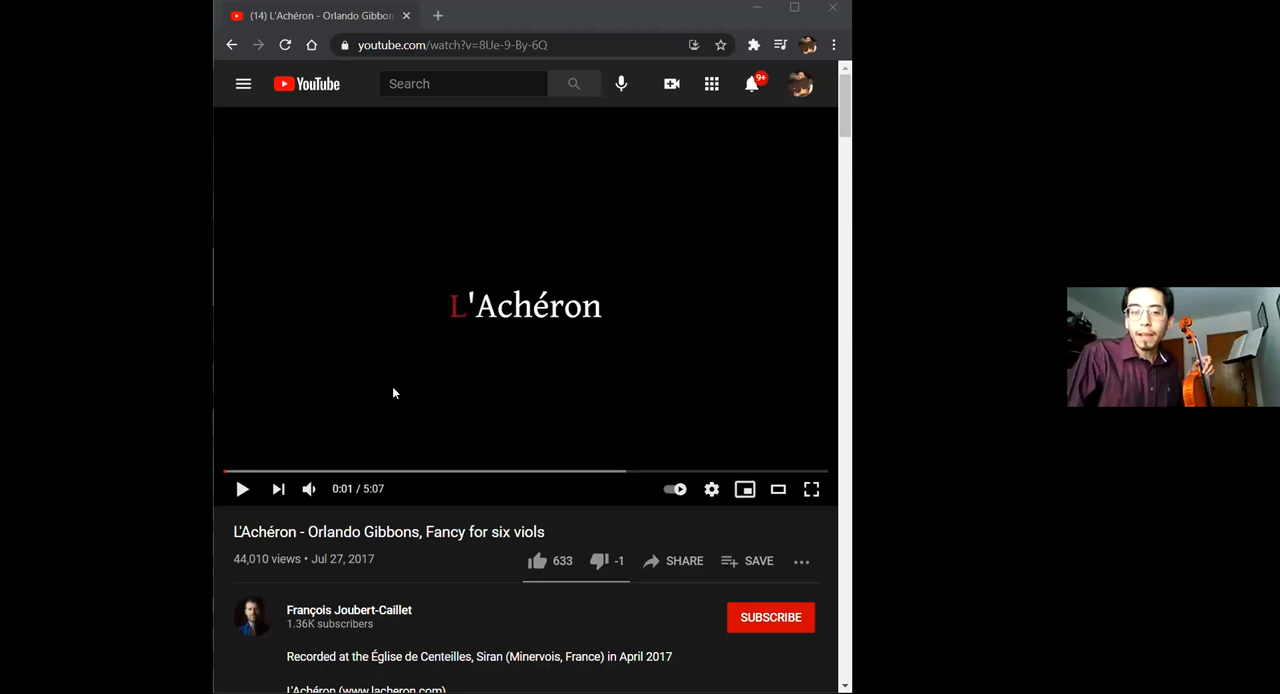 (14) L'Achéron - Orlando Gibbon
youtube.com/watch?v=8Ue-9-By-6Q
YouTube
Search
9+
L'Achéron
0:01 / 5:07
L'Achéron - Orlando Gibbons, Fancy for six viols
44,010 views • Jul 27, 2017
633
-1
SHARE
SAVE
François Joubert-Caillet
1.36K subscribers
SUBSCRIBE
Recorded at the Église de Centeilles, Siran (Minervois, France) in April 2017
L'Achéron (www.lacheron.com)